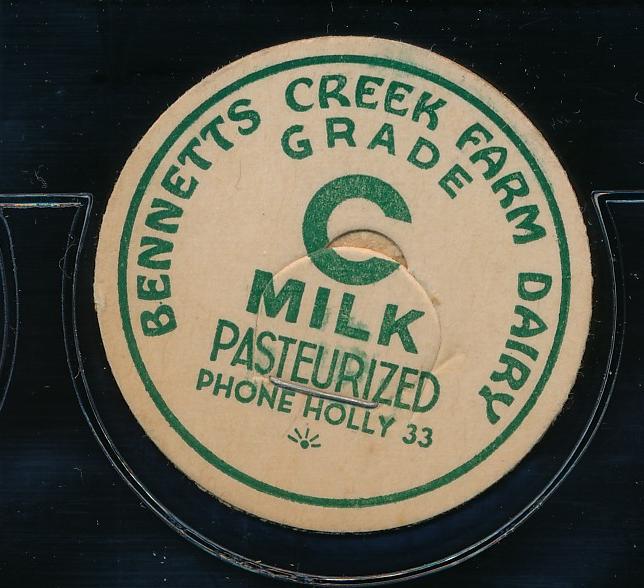 BENNETTS CREEK FARM DAIRY
GRADE
C
MILK
PASTEURIZED
PHONE HOLLY 33